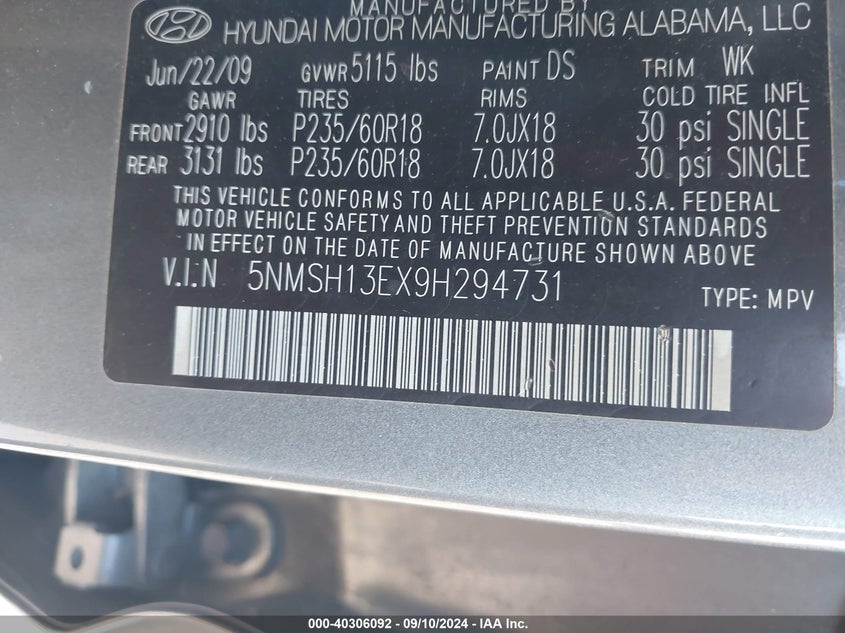 MANUFACTURED BY
HYUNDAI MOTOR MANUFACTURING ALABAMA, LLC
Jun/22/09 GVWR 5115 lbs PAINT DS TRIM WK
GAWR TIRES RIMS COLD TIRE INFL
FRONT 2910 lbs P235/60R18 7.0JX18 30 psi SINGLE
REAR 3131 lbs P235/60R18 7.0JX18 30 psi SINGLE
THIS VEHICLE CONFORMS TO ALL APPLICABLE U.S.A. FEDERAL
MOTOR VEHICLE SAFETY AND THEFT PREVENTION STANDARDS
IN EFFECT ON THE DATE OF MANUFACTURE SHOWN ABOVE
V.I.N 5NMSH13EX9H294731 TYPE: MPV
000-40306092 - 09/10/2024 - IAA Inc.